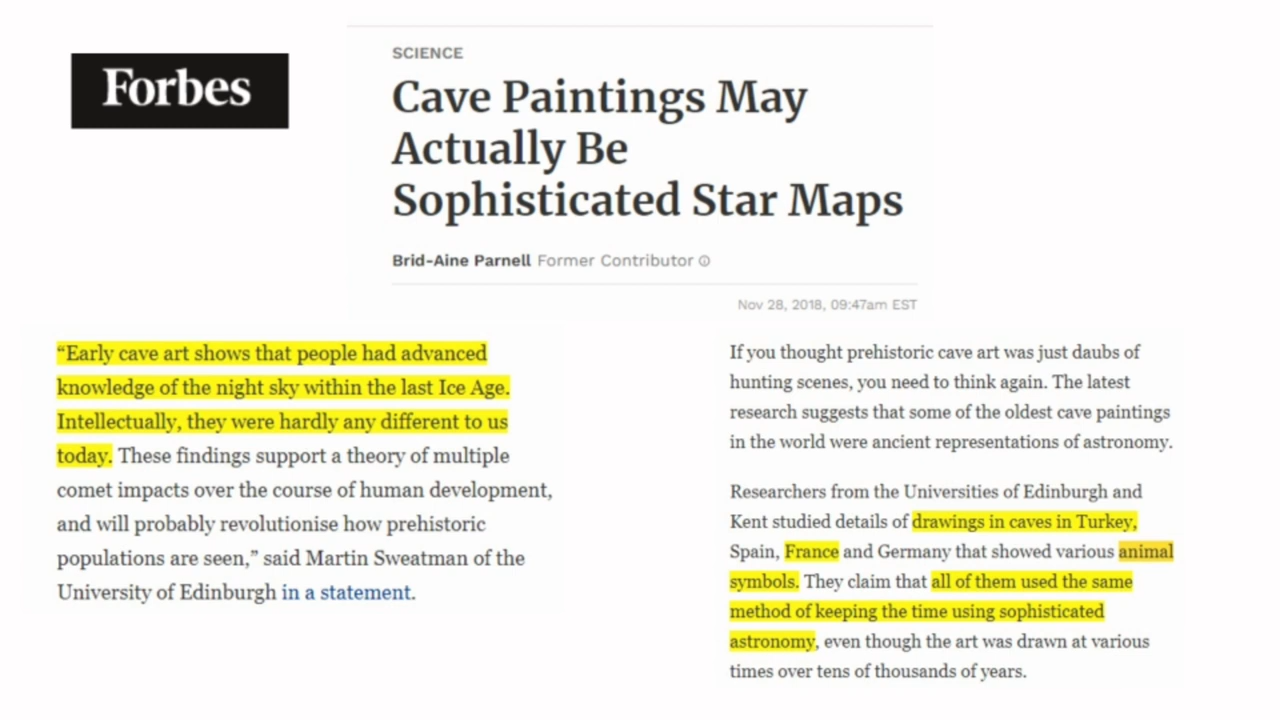 Forbes
SCIENCE
Cave Paintings May
Actually Be
Sophisticated Star Maps
Brid-Aine Parnell Former Contributor
Nov 28, 2018, 09:47am EST
“Early cave art shows that people had advanced
knowledge of the night sky within the last Ice Age.
Intellectually, they were hardly any different to us
today. These findings support a theory of multiple
comet impacts over the course of human development,
and will probably revolutionise how prehistoric
populations are seen,” said Martin Sweatman of the
University of Edinburgh in a statement.
If you thought prehistoric cave art was just daubs of
hunting scenes, you need to think again. The latest
research suggests that some of the oldest cave paintings
in the world were ancient representations of astronomy.
Researchers from the Universities of Edinburgh and
Kent studied details of drawings in caves in Turkey,
Spain, France and Germany that showed various animal
symbols. They claim that all of them used the same
method of keeping the time using sophisticated
astronomy, even though the art was drawn at various
times over tens of thousands of years.